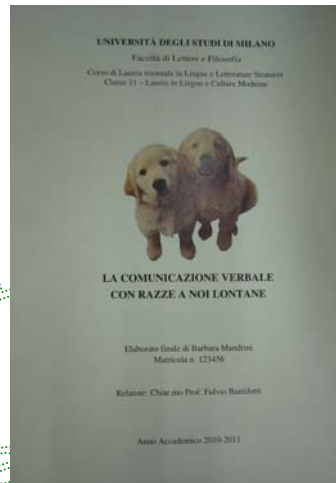 UNIVERSITÀ DEGLI STUDI DI MILANO
Facoltà di Lettere e Filosofia
Corso di Laurea triennale in Lingue e Letterature Straniere
Classe 11 – Lauree in Lingue e Culture Moderne
LA COMUNICAZIONE VERBALE
CON RAZZE A NOI LONTANE
Elaborato finale di Barbara Mandrini
Matricola n. 123456
Relatore: Chiar.mo Prof. Fulvio
Anno Accademico 2010-2011